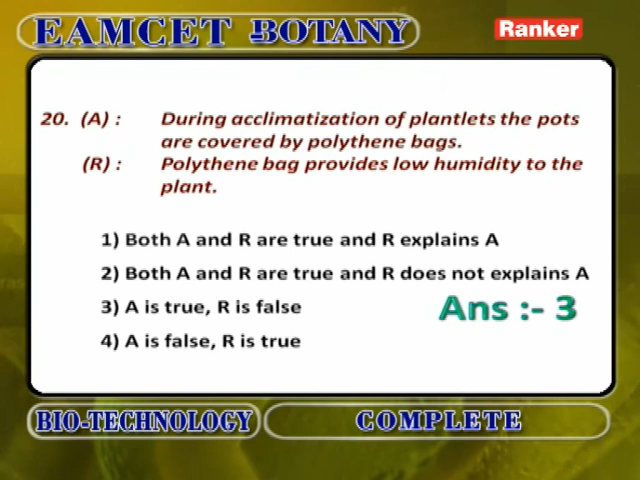 EAMCET BOTANY
Ranker
20. (A) : During acclimatization of plantlets the pots
are covered by polythene bags.
(R) : Polythene bag provides low humidity to the
plant.
1) Both A and R are true and R explains A
2) Both A and R are true and R does not explains A
3) A is true, R is false
Ans :- 3
4) A is false, R is true
BIO-TECHNOLOGY
COMPLETE